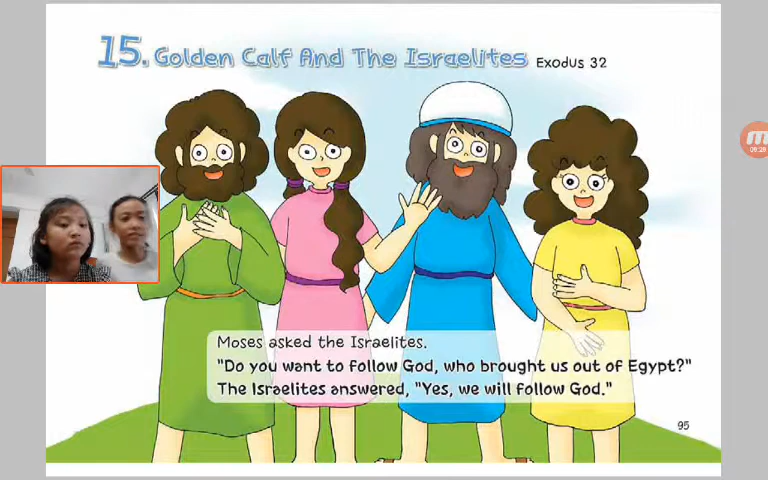 15. Golden Calf And The Israelites Exodus 32
Moses asked the Israelites.
"Do you want to follow God, who brought us out of Egypt?"
The Israelites answered, "Yes, we will follow God."
95